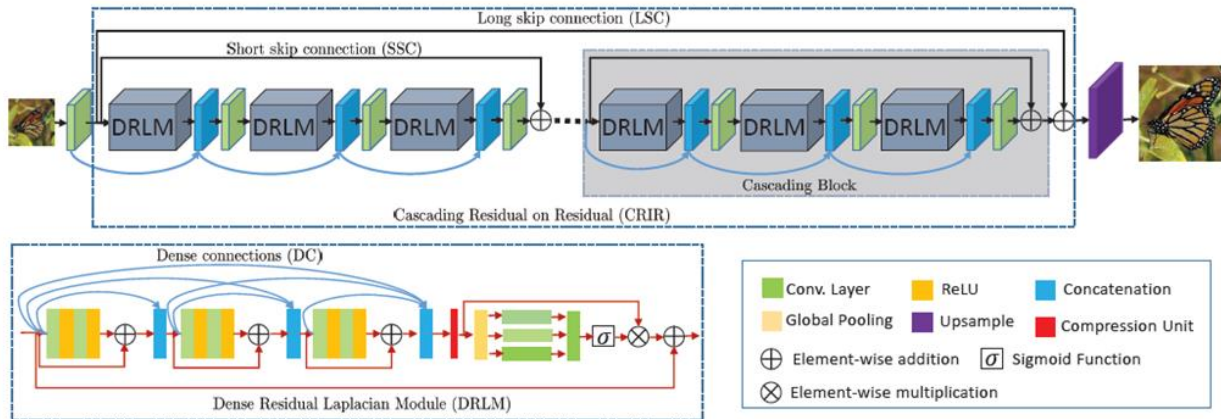 Long skip connection (LSC)
Short skip connection (SSC)
DRLM
DRLM
DRLM
DRLM
DRLM
DRLM
Cascading Block
Cascading Residual on Residual (CRIR)
Dense connections (DC)
σ
Dense Residual Laplacian Module (DRLM)
Conv. Layer
ReLU
Concatenation
Global Pooling
Upsample
Compression Unit
Element-wise addition
σ Sigmoid Function
Element-wise multiplication